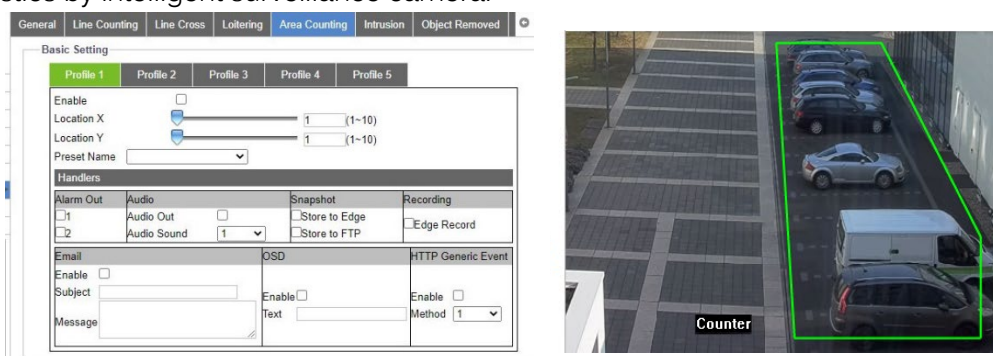 by intelligent surveillance camera.
General Line Counting Line Cross Loitering Area Counting Intrusion Object Removed
Basic Setting
Profile 1 Profile 2 Profile 3 Profile 4 Profile 5
Enable
Location X 1 (1~10)
Location Y 1 (1~10)
Preset Name
Handlers
Alarm Out Audio Snapshot Recording
1 Audio Out Store to Edge
Edge Record
2 Audio Sound 1 Store to FTP
Email OSD HTTP Generic Event
Enable
Subject
Enable Enable
Text Method 1
Message
Counter